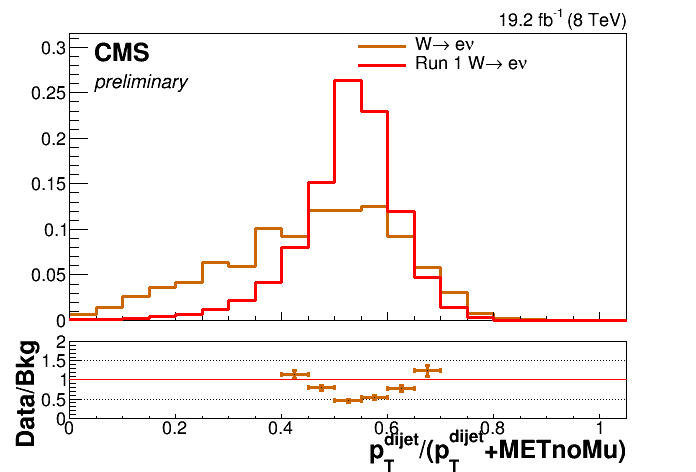 19.2 fb⁻¹ (8 TeV)
CMS
preliminary
W→ eν
Run 1 W→ eν
0.3
0.25
0.2
0.15
0.1
0.05
0
Data/Bkg
2
1.5
1
0.5
0
0 0.2 0.4 0.6 0.8 1
p_T^dijet/(p_T^dijet+METnoMu)